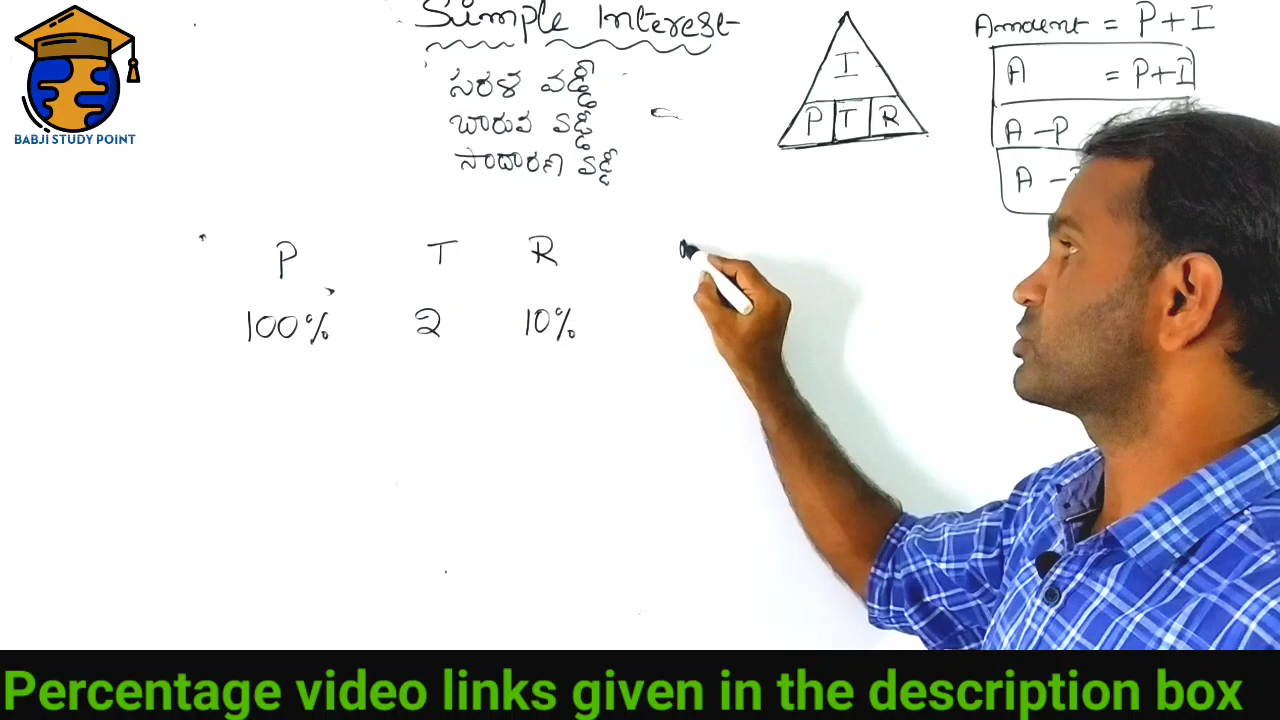 Simple Interest
సరళ వడ్డీ
బారువ వడ్డీ
సాదారణ వడ్డీ
I
P T R
Amount = P + I
A = P+I
A - P
A -
BABJI STUDY POINT
P T R
100% 2 10%
Percentage video links given in the description box